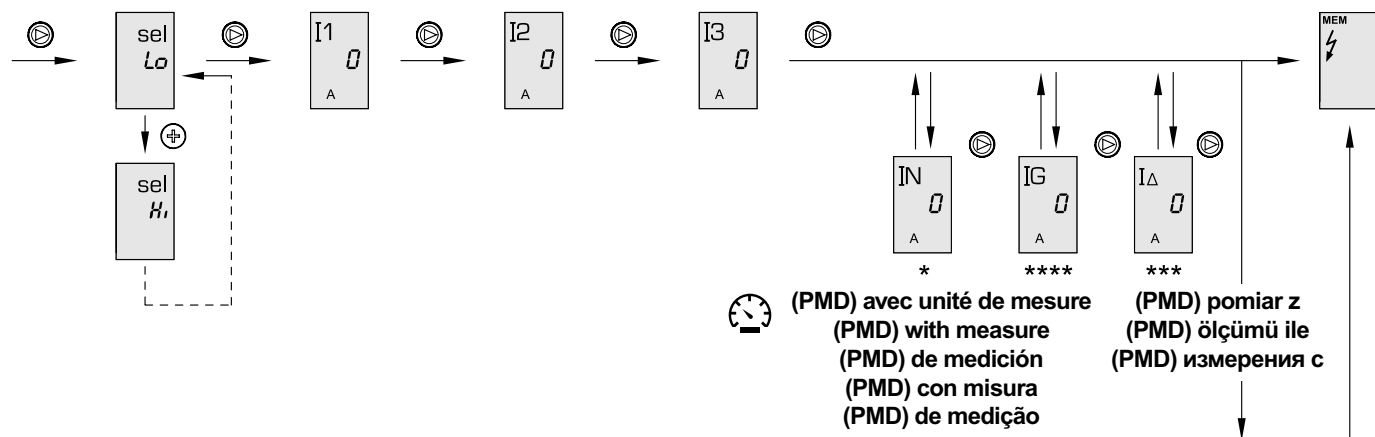 sel
Lo
I1
0
A
I2
0
A
I3
0
A
MEM
sel
Hi
IN
0
A
*
IG
0
A
****
I∆
0
A
***
(PMD) avec unité de mesure
(PMD) with measure
(PMD) de medición
(PMD) con misura
(PMD) de medição
(PMD) pomiar z
(PMD) ölçümü ile
(PMD) измерения с